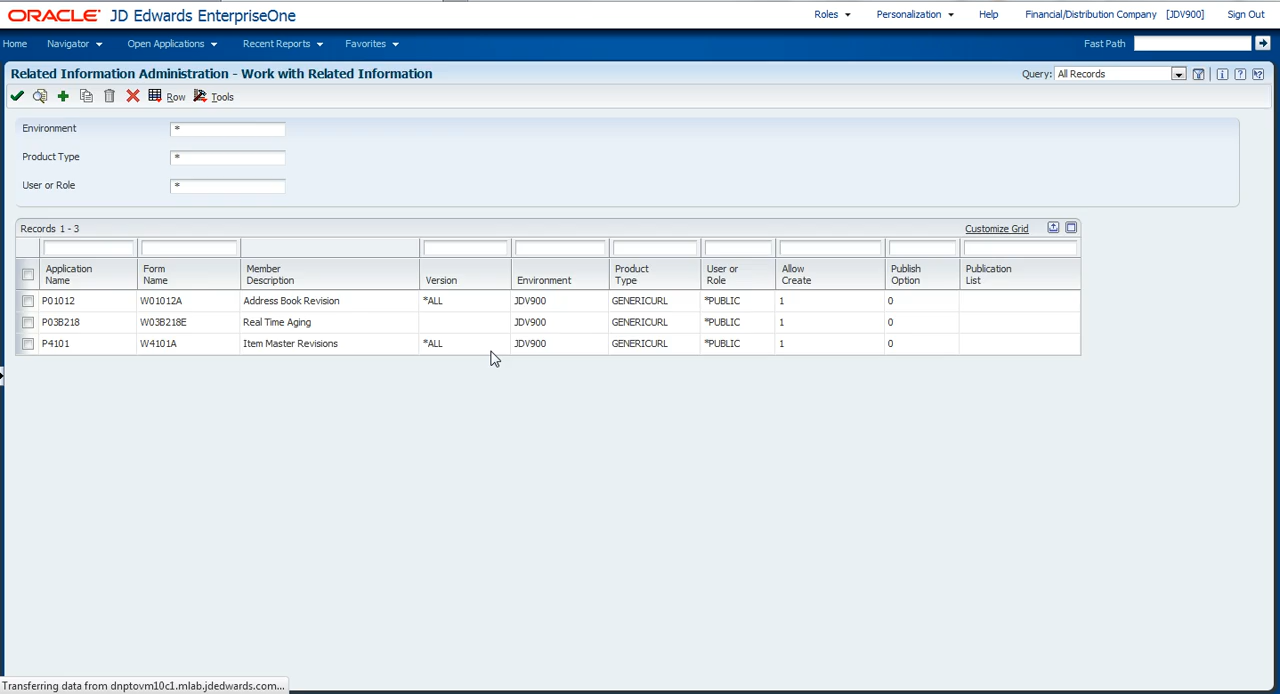 ORACLE® JD Edwards EnterpriseOne Roles Personalization Help Financial/Distribution Company [JDV900] Sign Out
Home Navigator Open Applications Recent Reports Favorites Fast Path
Related Information Administration - Work with Related Information Query: All Records
Row Tools
Environment *
Product Type *
User or Role *
Records 1 - 3 Customize Grid
Application Name Form Name Member Description Version Environment Product Type User or Role Allow Create Publish Option Publication List
P01012 W01012A Address Book Revision *ALL JDV900 GENERICURL *PUBLIC 1 0
P03B218 W03B218E Real Time Aging JDV900 GENERICURL *PUBLIC 1 0
P4101 W4101A Item Master Revisions *ALL JDV900 GENERICURL *PUBLIC 1 0
Transferring data from dnptovm10c1.mlab.jdedwards.com...